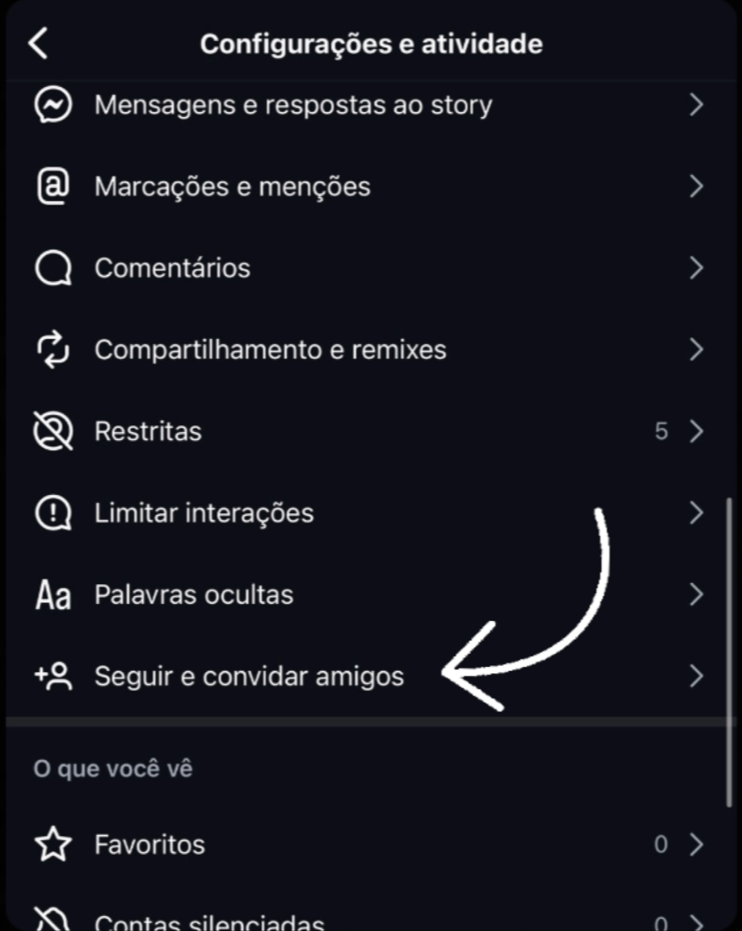 Configurações e atividade
Mensagens e respostas ao story
Marcações e menções
Comentários
Compartilhamento e remixes
Restritas 5
Limitar interações
Aa Palavras ocultas
Seguir e convidar amigos
O que você vê
Favoritos 0
Contas silenciadas 0